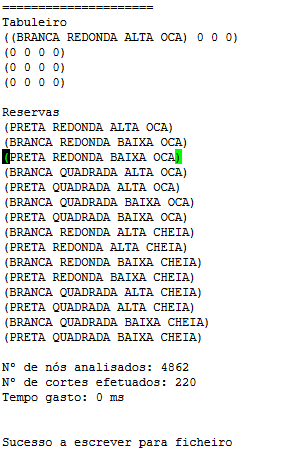 =====================
Tabuleiro
((BRANCA REDONDA ALTA OCA) 0 0 0)
(0 0 0 0)
(0 0 0 0)
(0 0 0 0)
Reservas
(PRETA REDONDA ALTA OCA)
(BRANCA REDONDA BAIXA OCA)
(PRETA REDONDA BAIXA OCA)
(BRANCA QUADRADA ALTA OCA)
(PRETA QUADRADA ALTA OCA)
(BRANCA QUADRADA BAIXA OCA)
(PRETA QUADRADA BAIXA OCA)
(BRANCA REDONDA ALTA CHEIA)
(PRETA REDONDA ALTA CHEIA)
(BRANCA REDONDA BAIXA CHEIA)
(PRETA REDONDA BAIXA CHEIA)
(BRANCA QUADRADA ALTA CHEIA)
(PRETA QUADRADA ALTA CHEIA)
(BRANCA QUADRADA BAIXA CHEIA)
(PRETA QUADRADA BAIXA CHEIA)
Nº de nós analisados: 4862
Nº de cortes efetuados: 220
Tempo gasto: 0 ms
Sucesso a escrever para ficheiro